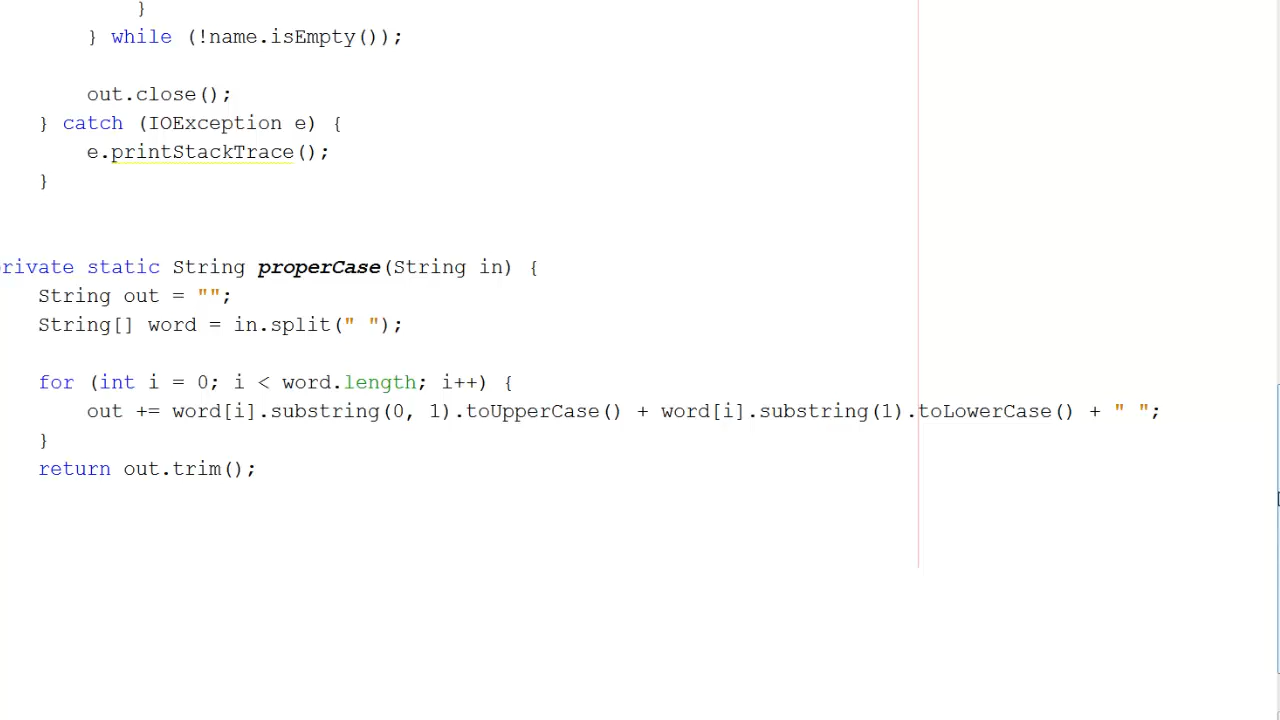 }
} while (!name.isEmpty());
out.close();
} catch (IOException e) {
e.printStackTrace();
}
rivate static String properCase(String in) {
String out = "";
String[] word = in.split(" ");
for (int i = 0; i < word.length; i++) {
out += word[i].substring(0, 1).toUpperCase() + word[i].substring(1).toLowerCase() + " ";
}
return out.trim();